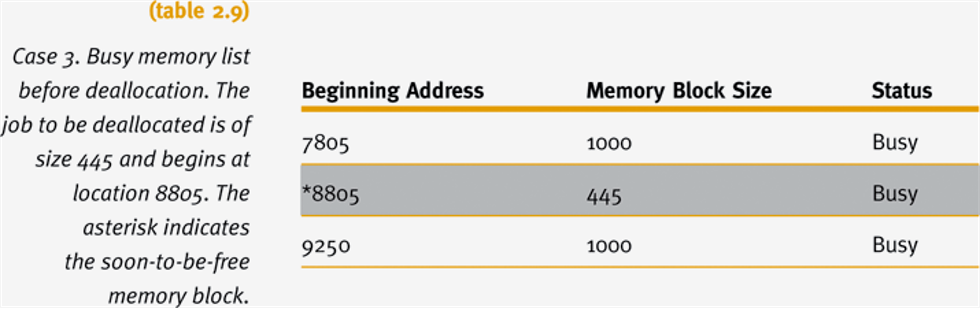 (table 2.9)
Case 3. Busy memory list
before deallocation. The
job to be deallocated is of
size 445 and begins at
location 8805. The
asterisk indicates
the soon-to-be-free
memory block.
Beginning Address Memory Block Size Status
7805 1000 Busy
*8805 445 Busy
9250 1000 Busy